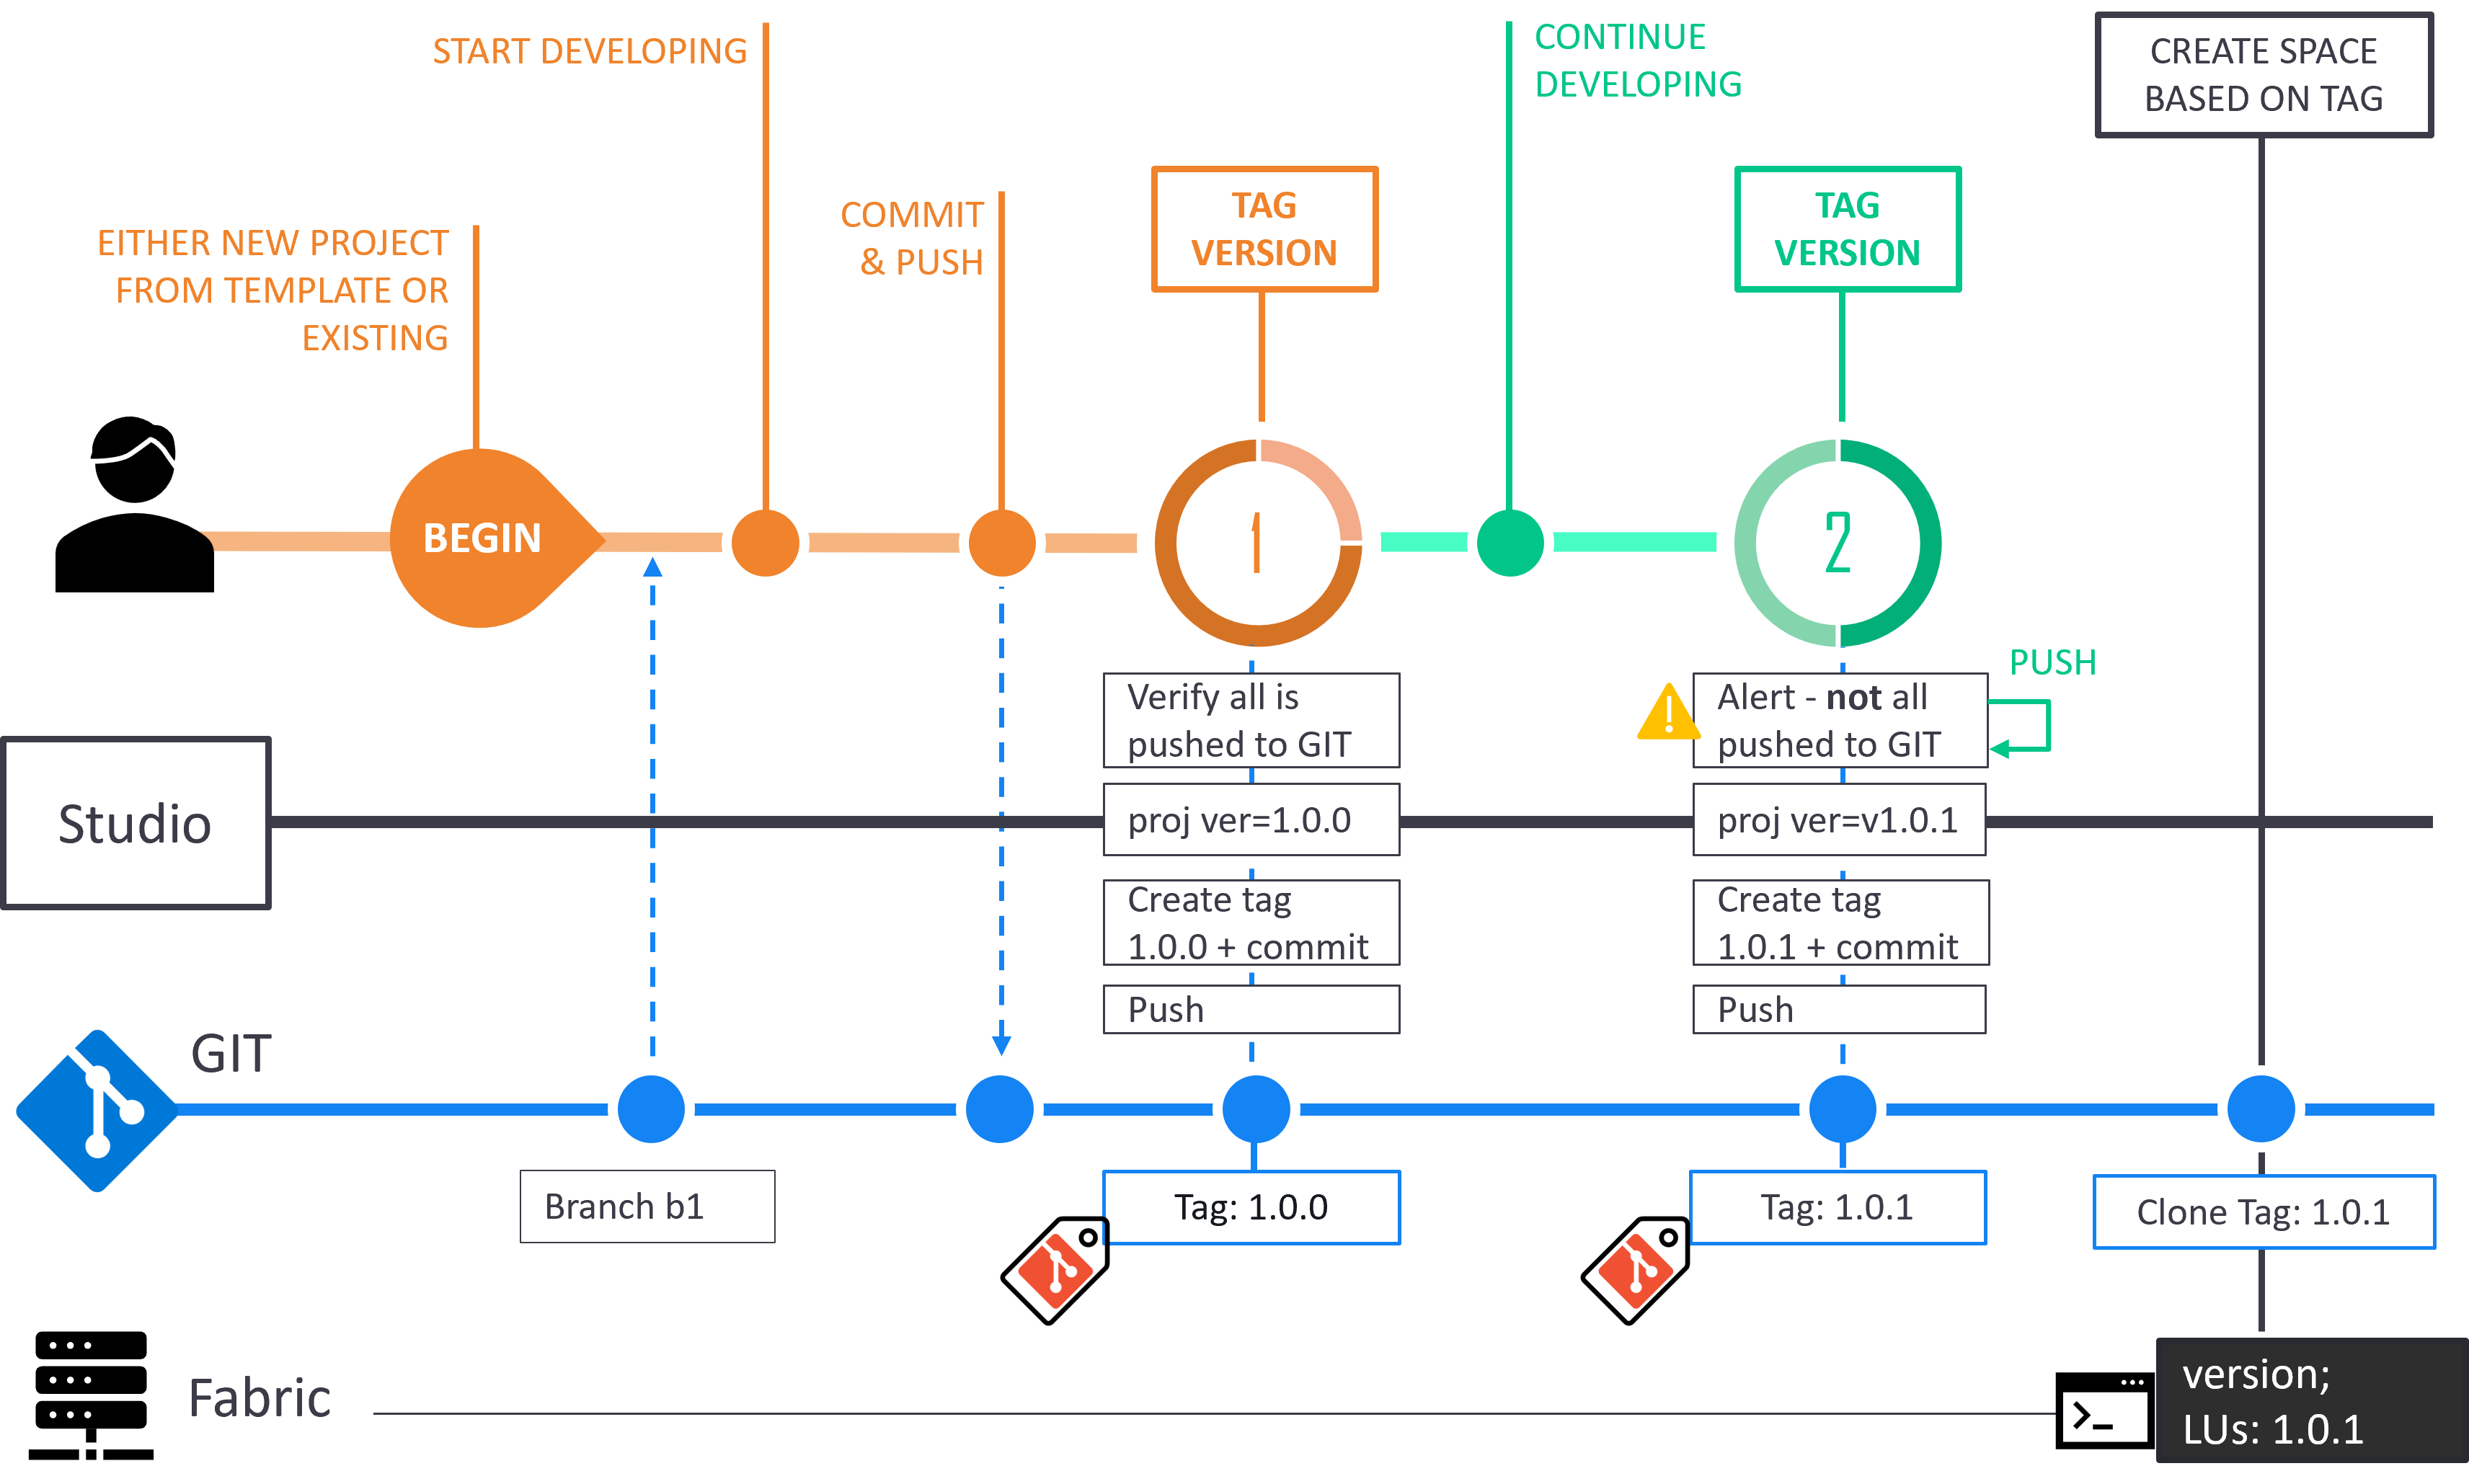 START DEVELOPING
CONTINUE
DEVELOPING
CREATE SPACE
BASED ON TAG
EITHER NEW PROJECT
FROM TEMPLATE OR
EXISTING
COMMIT
& PUSH
TAG
VERSION
TAG
VERSION
BEGIN
1
2
Verify all is
pushed to GIT
Alert - not all
pushed to GIT
PUSH
Studio
proj ver=1.0.0
proj ver=v1.0.1
Create tag
1.0.0 + commit
Create tag
1.0.1 + commit
Push
Push
GIT
Branch b1
Tag: 1.0.0
Tag: 1.0.1
Clone Tag: 1.0.1
Fabric
version;
LUs: 1.0.1